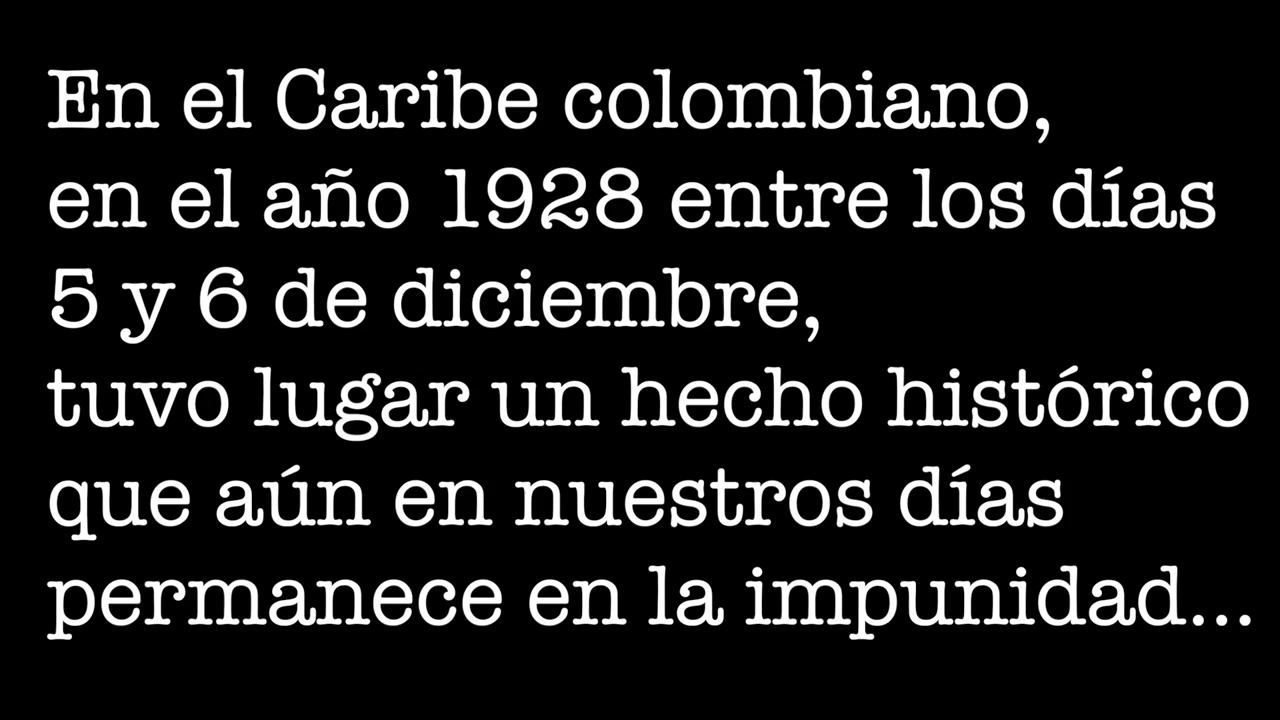 En el Caribe colombiano,
en el año 1928 entre los días
5 y 6 de diciembre,
tuvo lugar un hecho histórico
que aún en nuestros días
permanece en la impunidad...